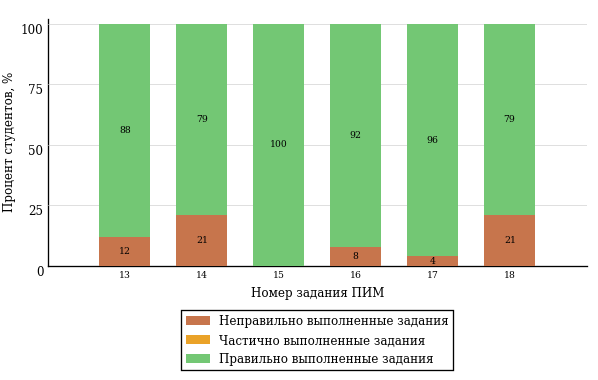 100
88
79
100
92
96
79
75
50
25
12
21
8
4
21
0
13 14 15 16 17 18
Процент студентов, %
Номер задания ПИМ
Неправильно выполненные задания
Частично выполненные задания
Правильно выполненные задания